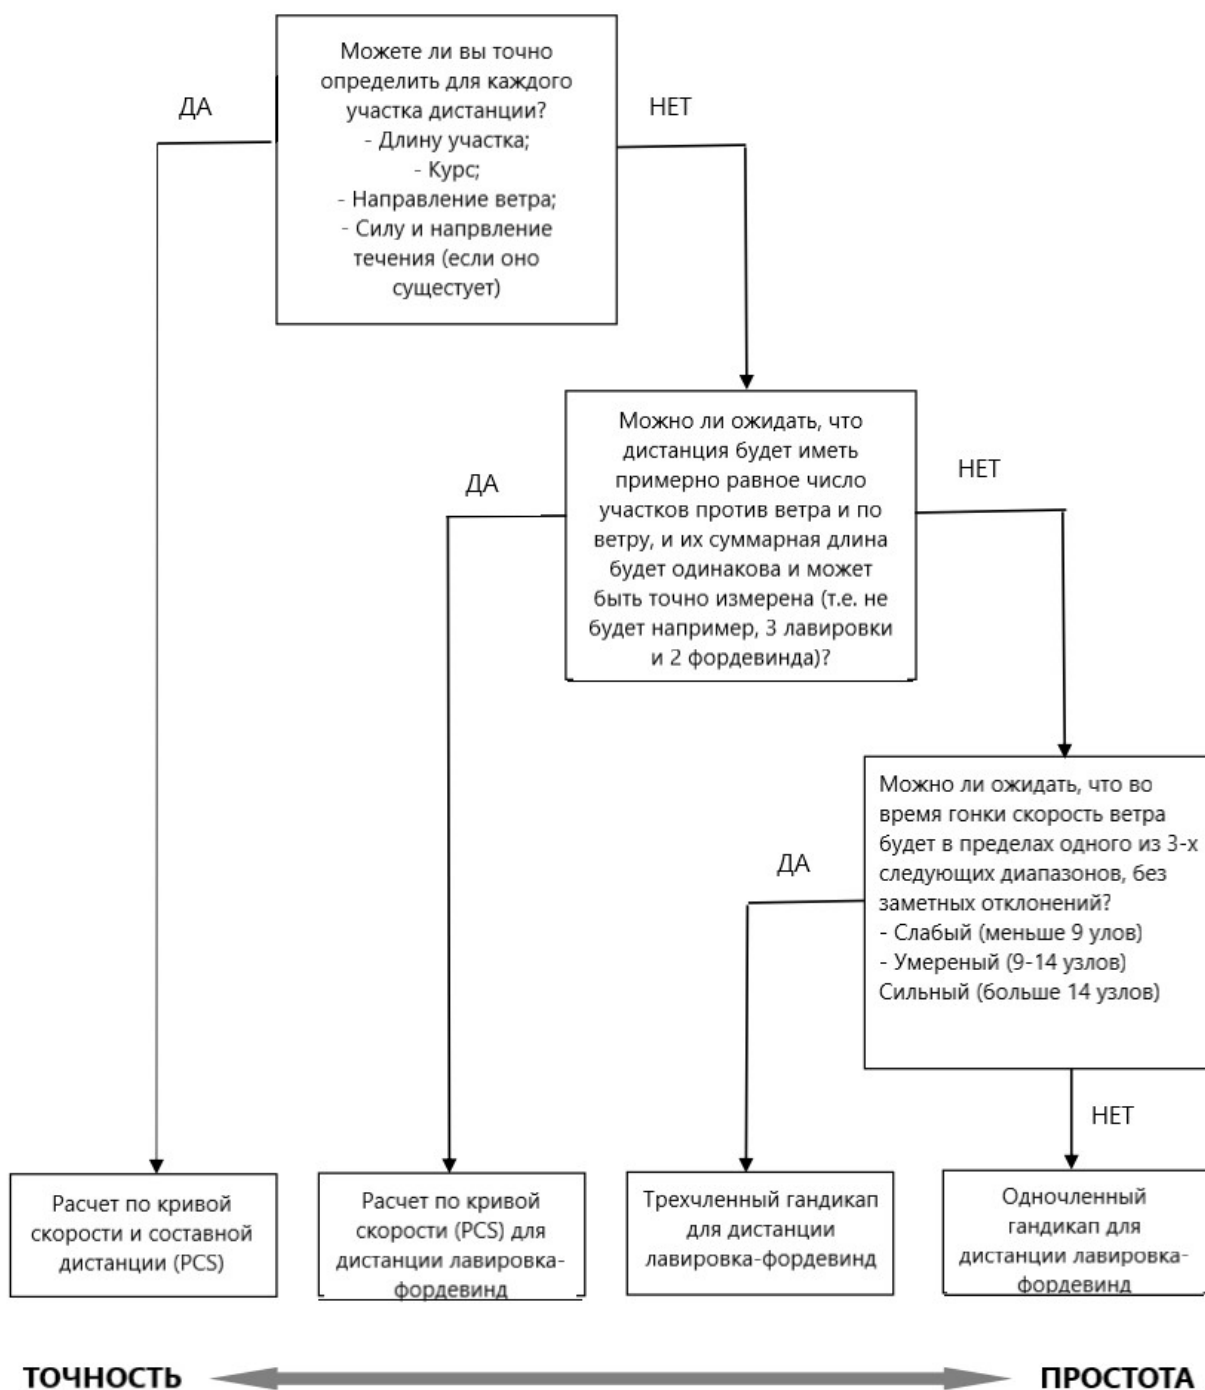 Можете ли вы точно
определить для каждого
участка дистанции?
- Длину участка;
- Курс;
- Направление ветра;
- Силу и напрвление
течения (если оно
сущестует)
ДА
НЕТ
Можно ли ожидать, что
дистанция будет иметь
примерно равное число
участков против ветра и по
ветру, и их суммарная длина
будет одинакова и может
быть точно измерена (т.е. не
будет например, 3 лавировки
и 2 фордевинда)?
ДА
НЕТ
Можно ли ожидать, что во
время гонки скорость ветра
будет в пределах одного из 3-х
следующих диапазонов, без
заметных отклонений?
- Слабый (меньше 9 улов)
- Умереный (9-14 узлов)
Сильный (больше 14 узлов)
ДА
НЕТ
Расчет по кривой
скорости и составной
дистанции (PCS)
Расчет по кривой
скорости (PCS) для
дистанции лавировка-
фордевинд
Трехчленный гандикап
для дистанции
лавировка-фордевинд
Одночленный
гандикап для
дистанции лавировка-
фордевинд
ТОЧНОСТЬ
ПРОСТОТА